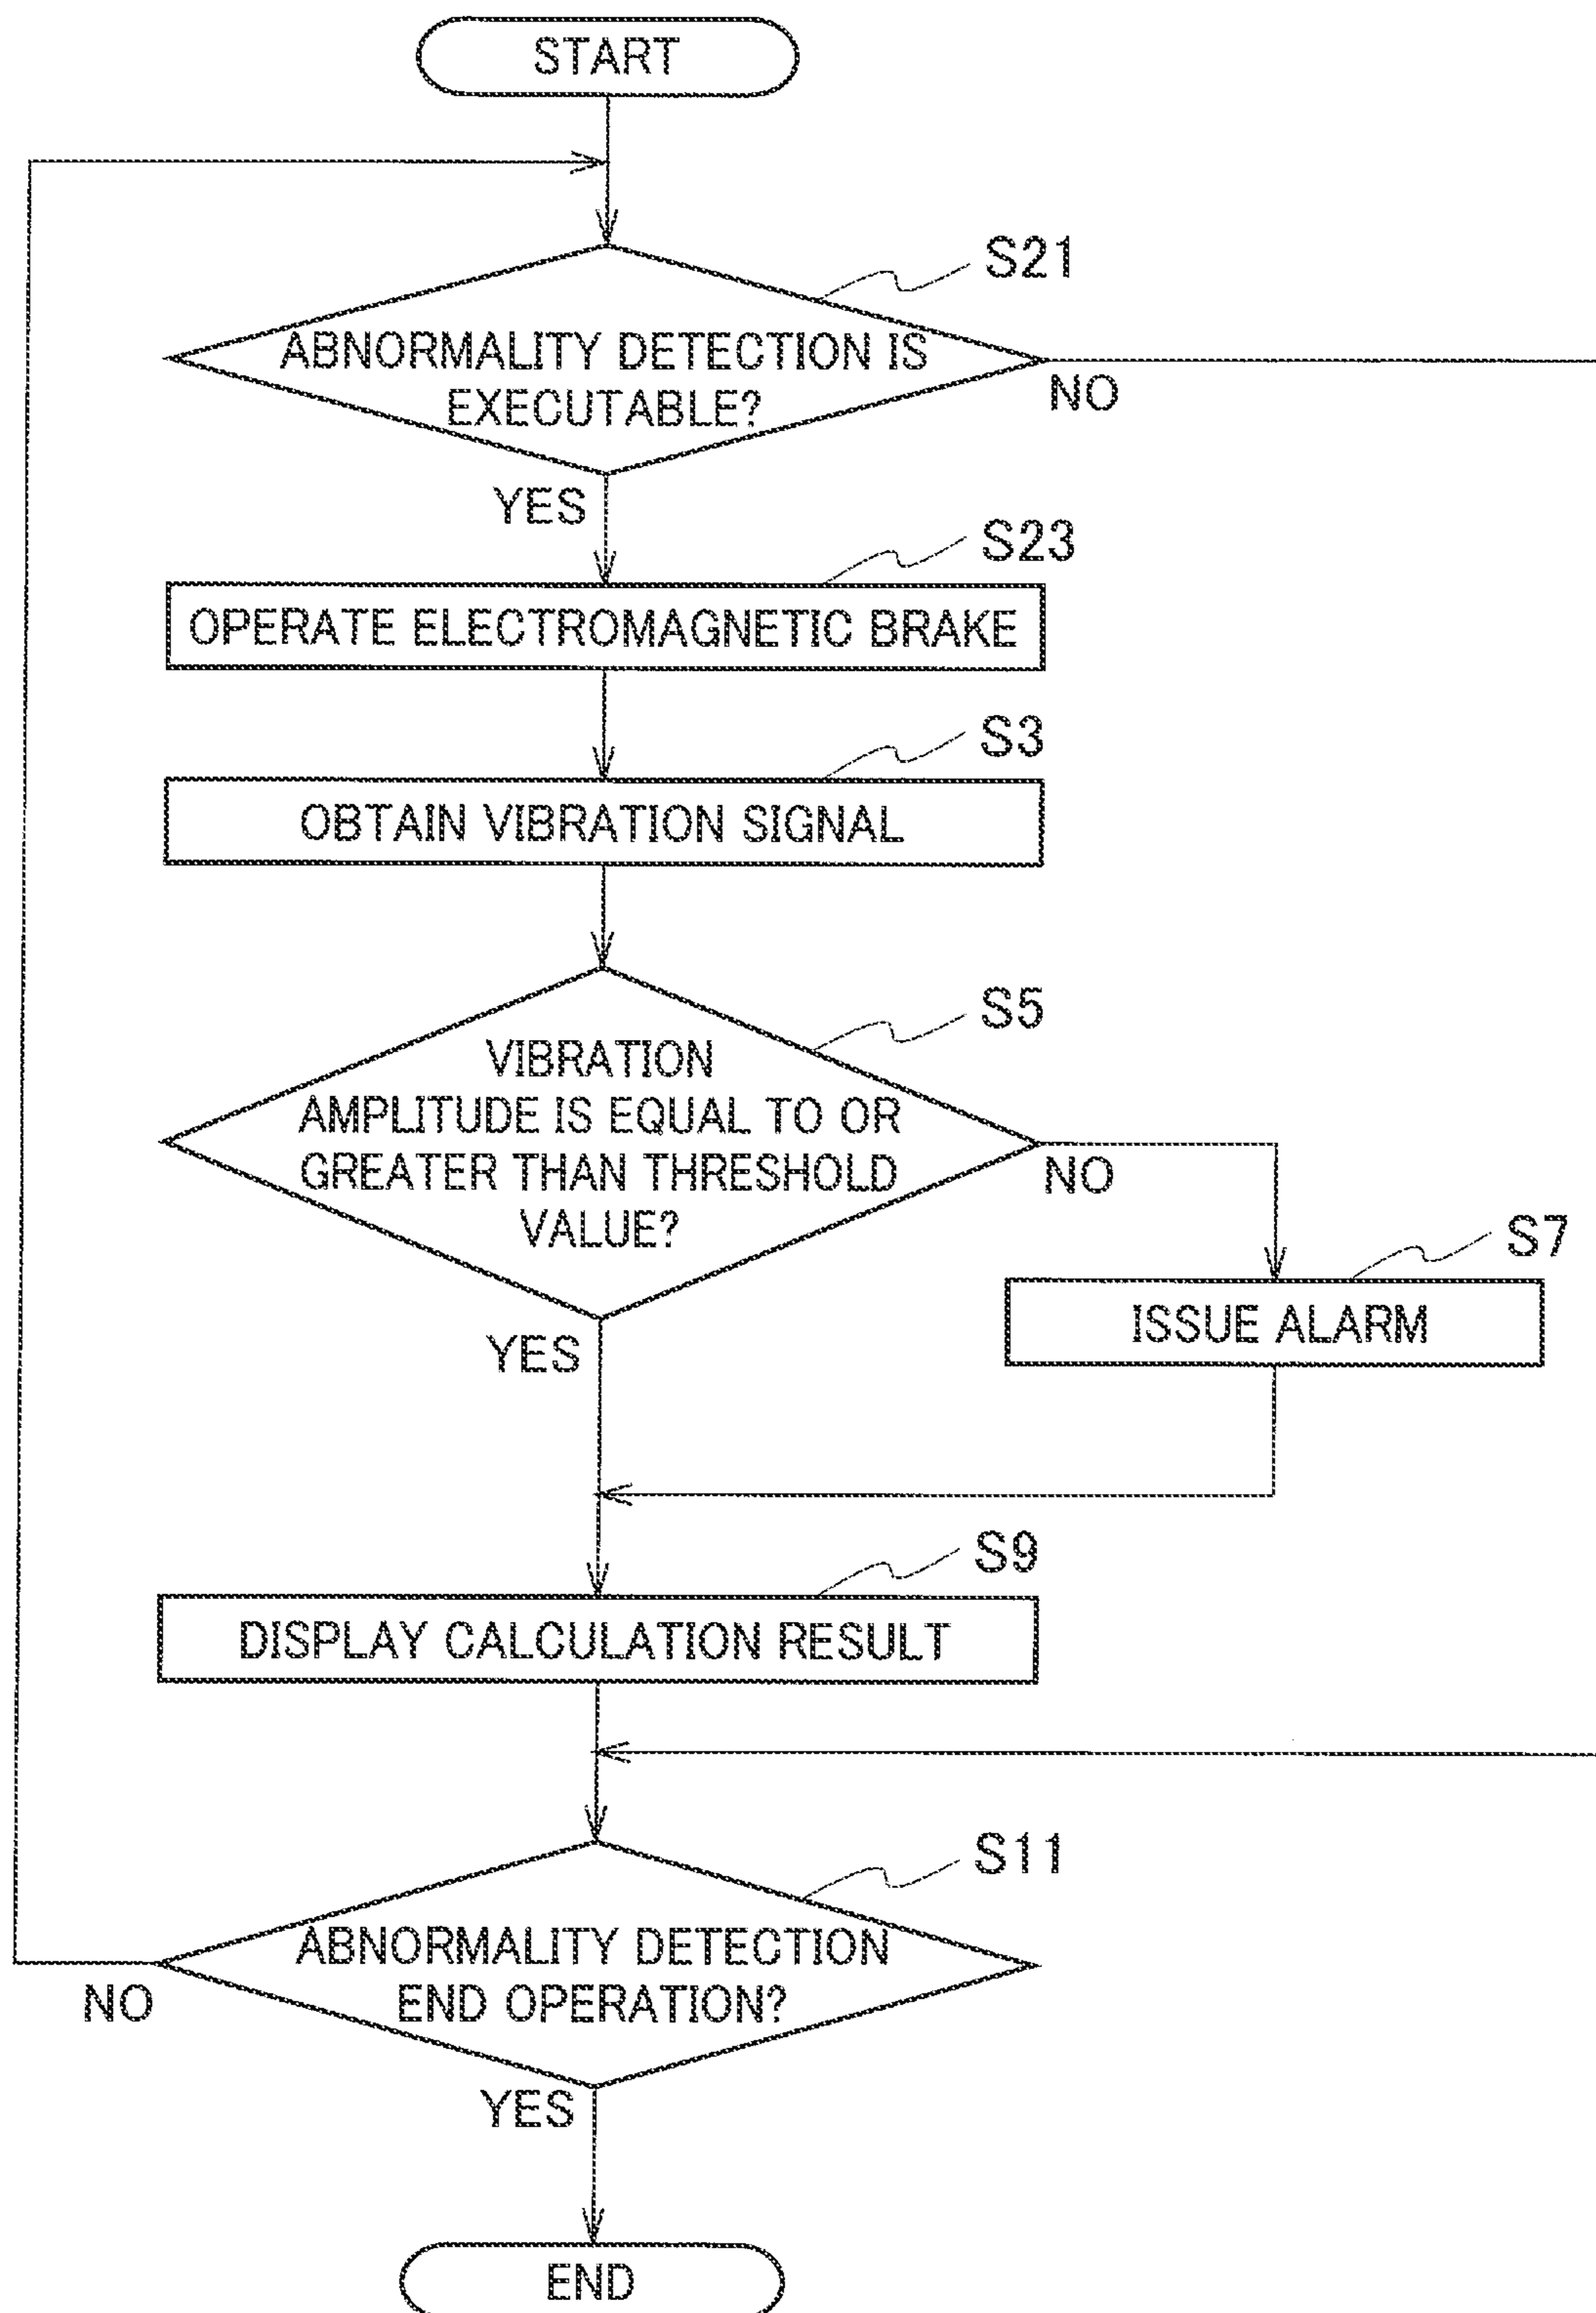 START
S21
ABNORMALITY DETECTION IS
EXECUTABLE?
NO
YES
S23
OPERATE ELECTROMAGNETIC BRAKE
S3
OBTAIN VIBRATION SIGNAL
S5
VIBRATION
AMPLITUDE IS EQUAL TO OR
GREATER THAN THRESHOLD
VALUE?
NO
S7
ISSUE ALARM
YES
S9
DISPLAY CALCULATION RESULT
S11
ABNORMALITY DETECTION
END OPERATION?
NO
YES
END